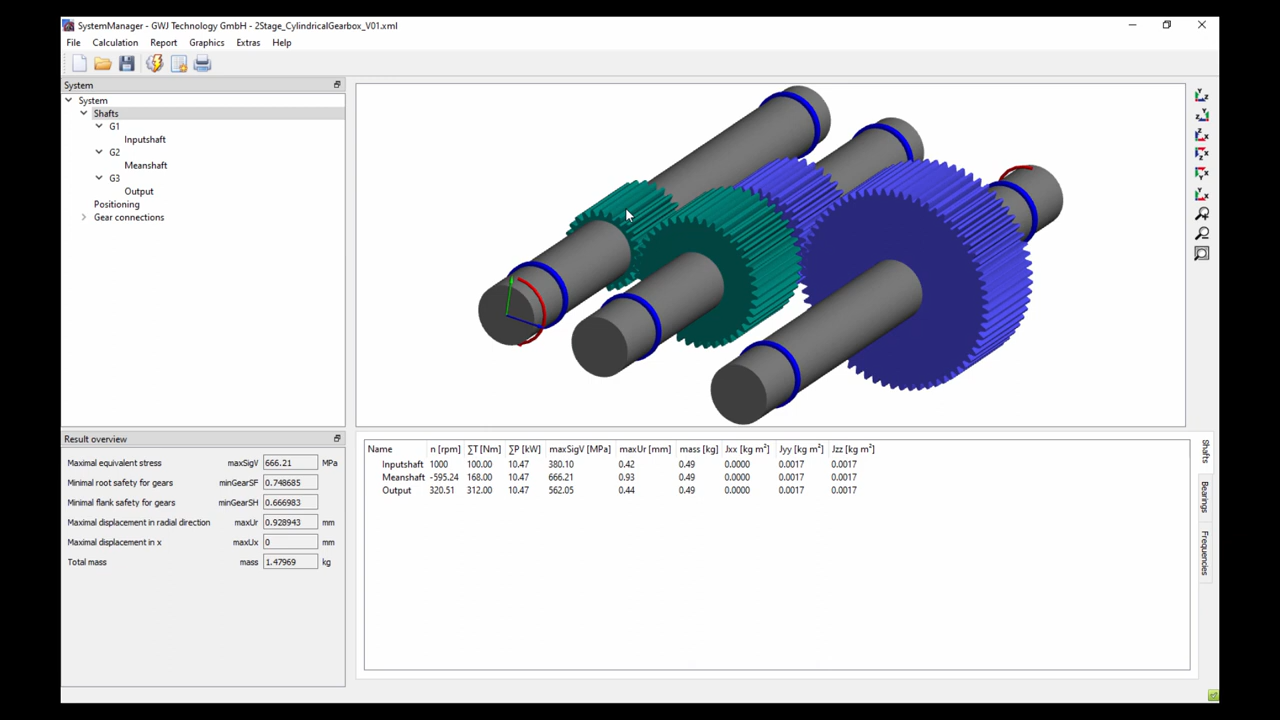 SystemManager - GWJ Technology GmbH - 2Stage_CylindricalGearbox_V01.xml
File Calculation Report Graphics Extras Help
System
System
Shafts
G1
Inputshaft
G2
Meanshaft
G3
Output
Positioning
Gear connections
Result overview
Maximal equivalent stress maxSigV 666.21 MPa
Minimal root safety for gears minGearSF 0.748685
Minimal flank safety for gears minGearSH 0.666983
Maximal displacement in radial direction maxUr 0.928943 mm
Maximal displacement in x maxUx 0 mm
Total mass mass 1.47969 kg
Name n [rpm] ∑T [Nm] ∑P [kW] maxSigV [MPa] maxUr [mm] mass [kg] Jxx [kg m²] Jyy [kg m²] Jzz [kg m²]
Inputshaft 1000 100.00 10.47 380.10 0.42 0.49 0.0000 0.0017 0.0017
Meanshaft -595.24 168.00 10.47 666.21 0.93 0.49 0.0000 0.0017 0.0017
Output 320.51 312.00 10.47 562.05 0.44 0.49 0.0000 0.0017 0.0017
Shafts
Bearings
Frequencies